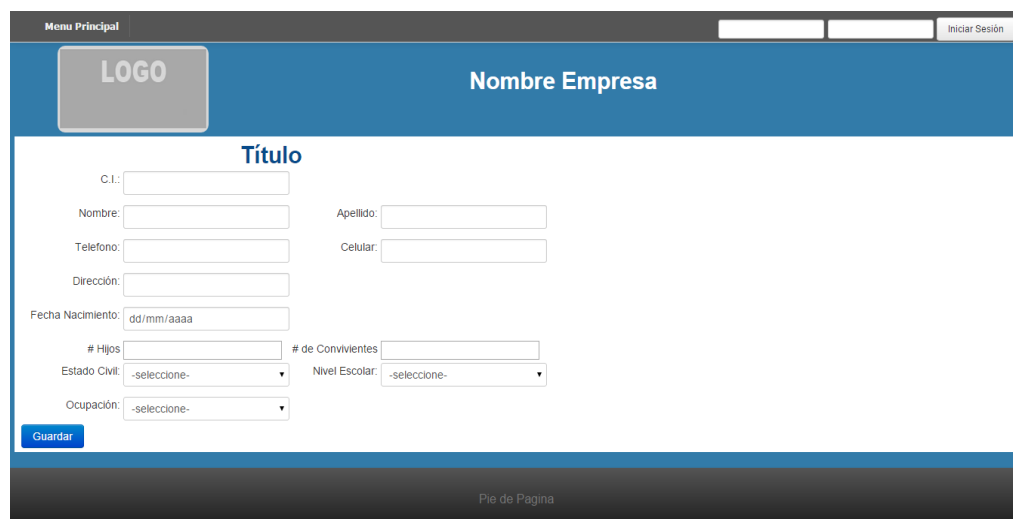 Menu Principal Iniciar Sesión
LOGO
Nombre Empresa
Título
C.I.:
Nombre: Apellido:
Telefono: Celular:
Dirección:
Fecha Nacimiento: dd/mm/aaaa
# Hijos # de Convivientes
Estado Civil: -seleccione- Nivel Escolar: -seleccione-
Ocupación: -seleccione-
Guardar
Pie de Pagina